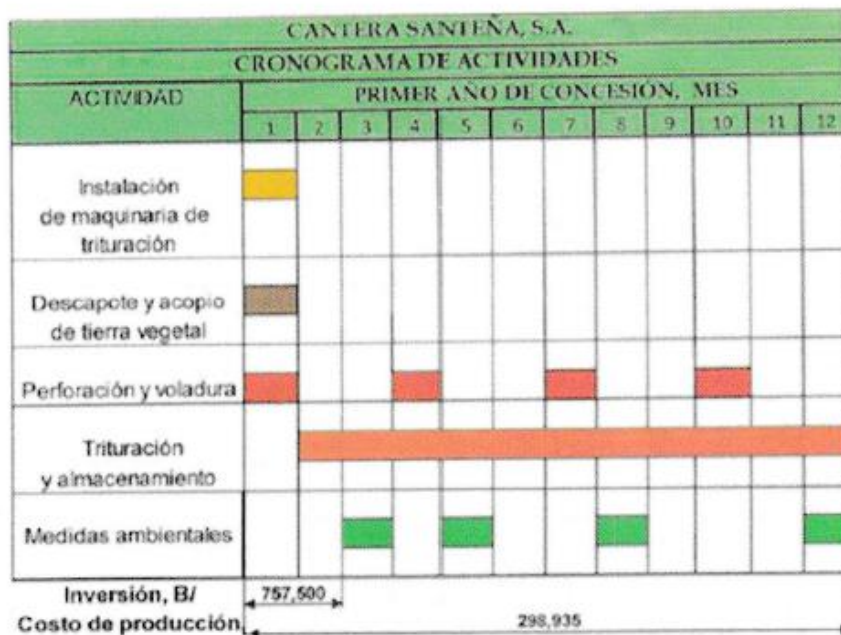 CANTERA SANTEÑA, S.A.
CRONOGRAMA DE ACTIVIDADES
ACTIVIDAD
PRIMER AÑO DE CONCESIÓN, MES
1 2 3 4 5 6 7 8 9 10 11 12
Instalación
de maquinaria de
trituración
Descapote y acopio
de tierra vegetal
Perforación y voladura
Trituración
y almacenamiento
Medidas ambientales
Inversión, B/ 757,500
Costo de producción, 298,935